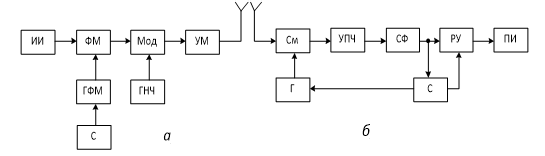 ИИ ФМ Мод УМ См УПЧ СФ РУ ПИ
ГФМ ГНЧ Г С
С а б